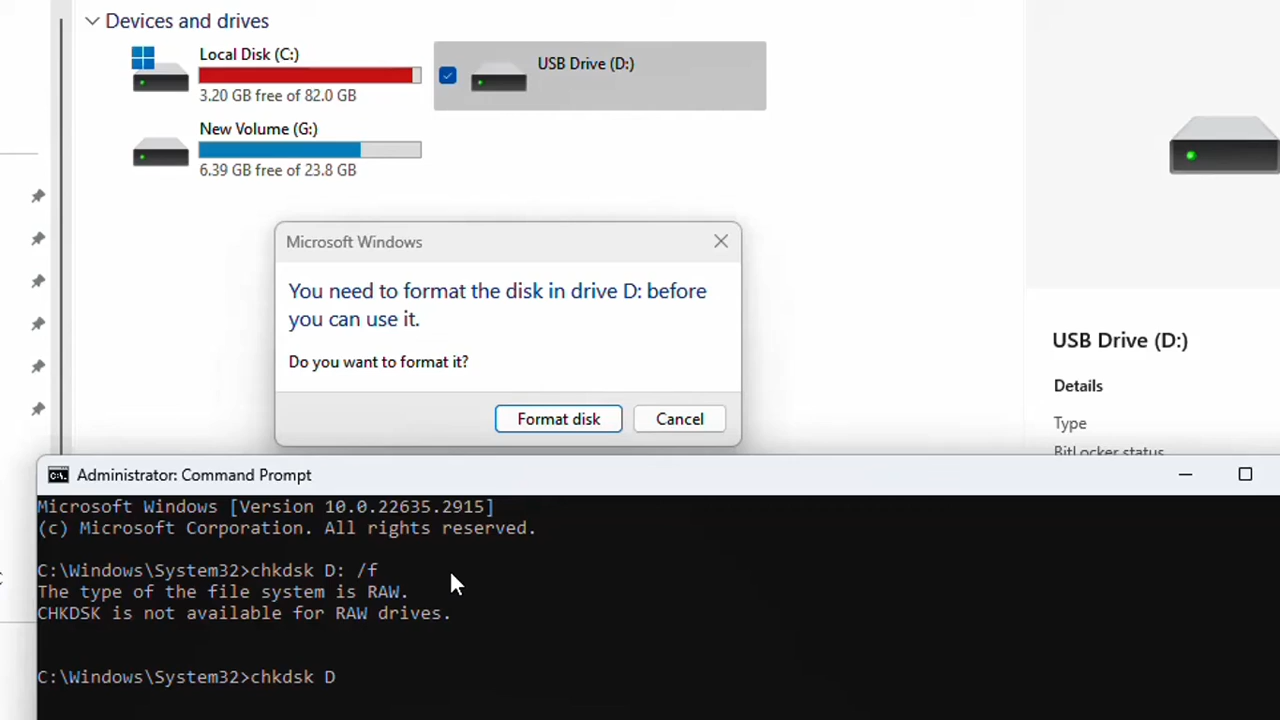 Devices and drives
Local Disk (C:)
3.20 GB free of 82.0 GB
USB Drive (D:)
New Volume (G:)
6.39 GB free of 23.8 GB
Microsoft Windows
You need to format the disk in drive D: before
you can use it.
Do you want to format it?
Format disk
Cancel
USB Drive (D:)
Details
Type
BitLocker status
Administrator: Command Prompt
Microsoft Windows [Version 10.0.22635.2915]
(c) Microsoft Corporation. All rights reserved.
C:\Windows\System32>chkdsk D: /f
The type of the file system is RAW.
CHKDSK is not available for RAW drives.
C:\Windows\System32>chkdsk D